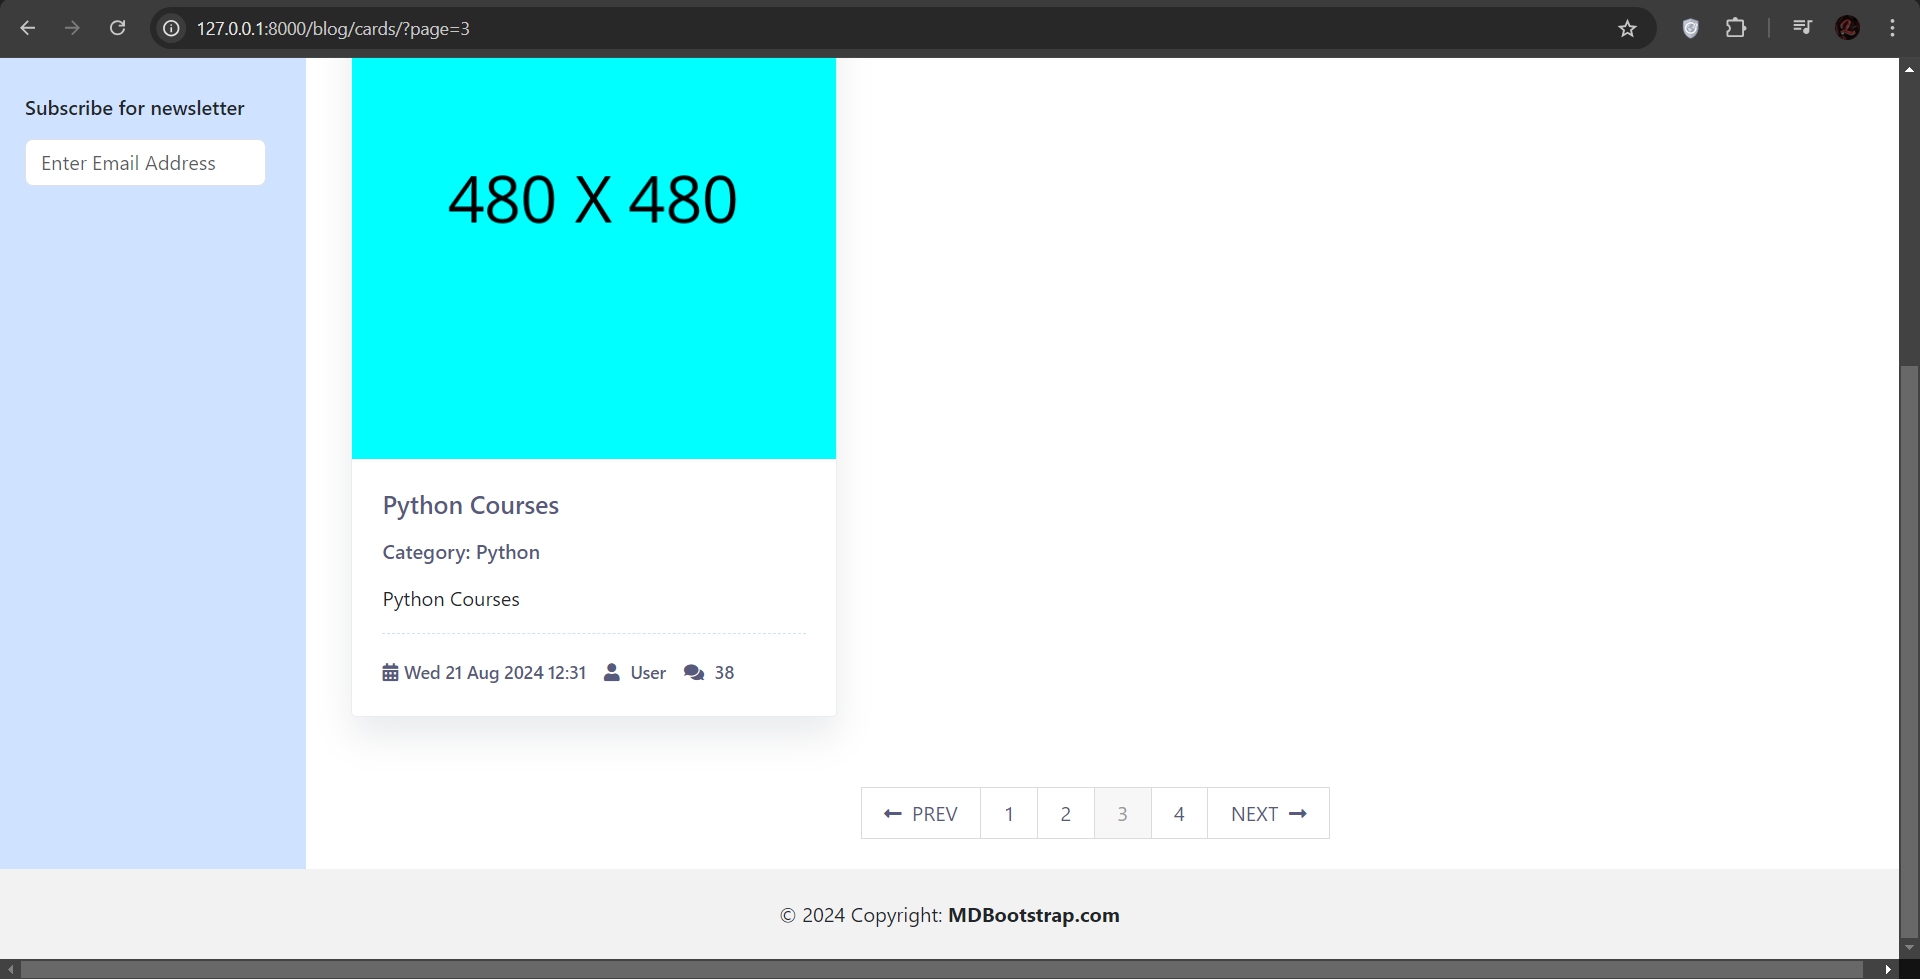 127.0.0.1:8000/blog/cards/?page=3
Subscribe for newsletter
Enter Email Address
480 X 480
Python Courses
Category: Python
Python Courses
Wed 21 Aug 2024 12:31 User 38
PREV 1 2 3 4 NEXT
© 2024 Copyright: MDBootstrap.com